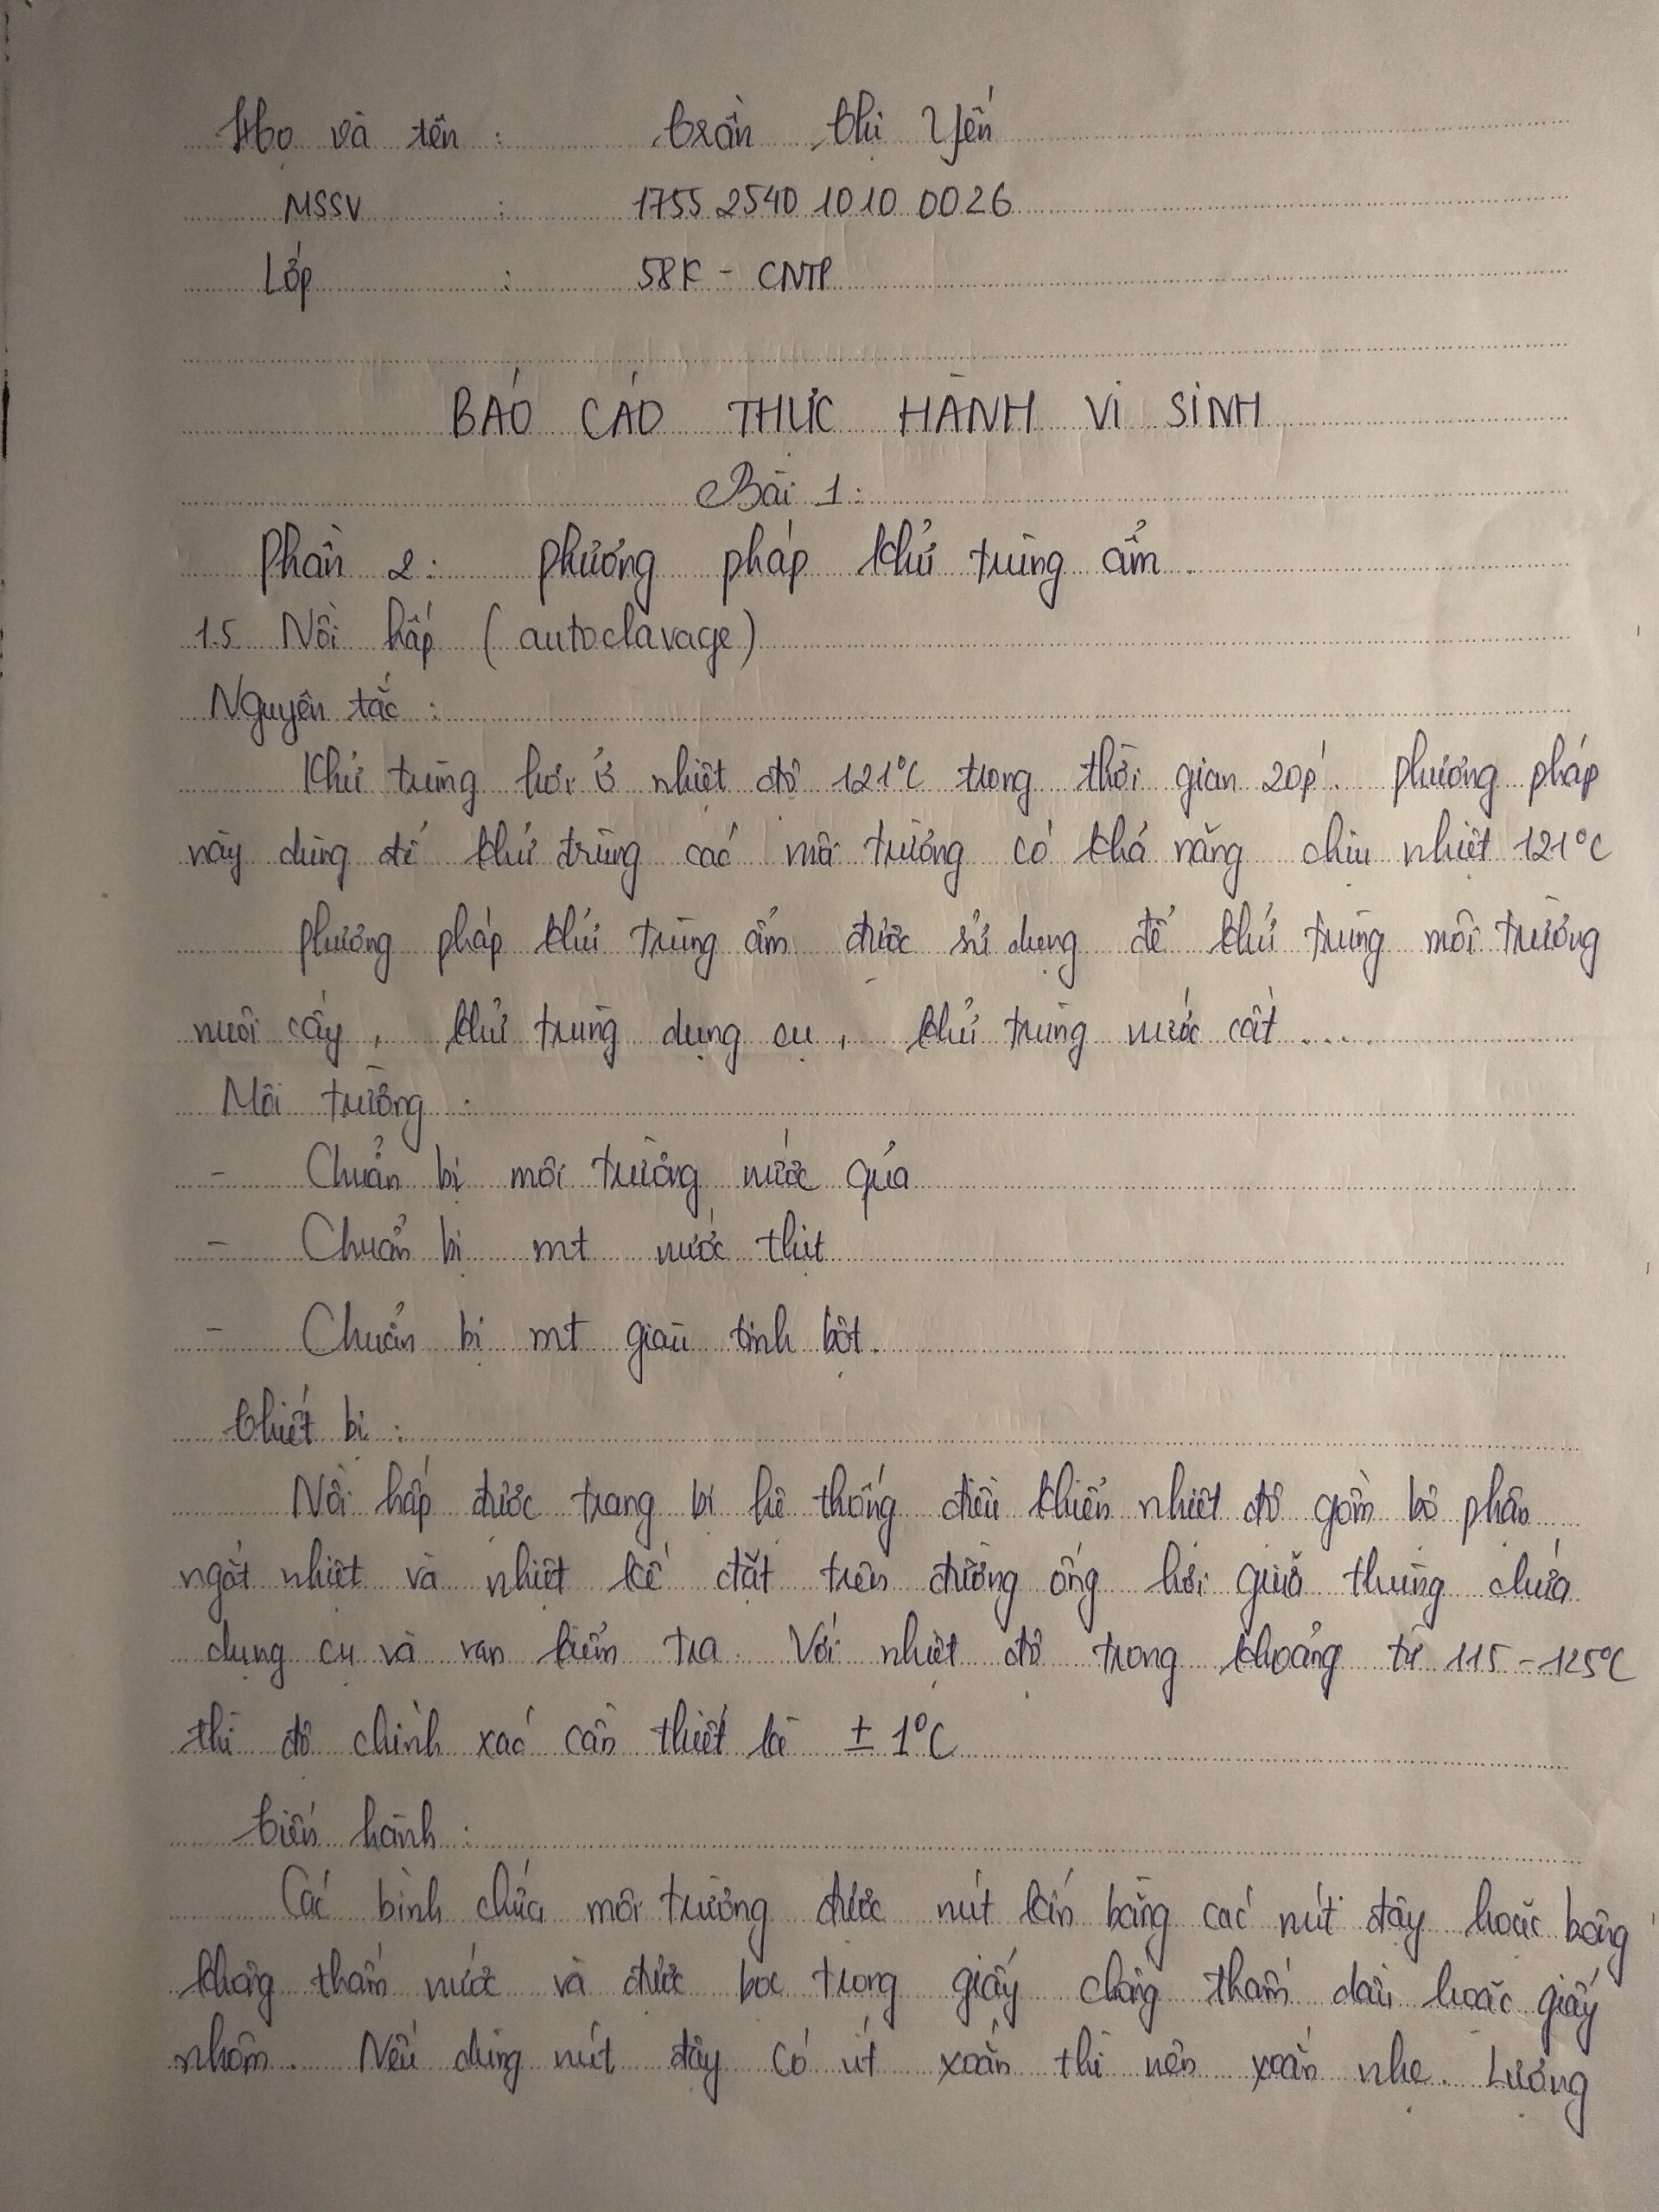 Họ và tên : Trần Thị Yến
MSSV : 1755 2540 1010 0026
Lớp : 58K - CNTP
BÁO CÁO THỰC HÀNH VI SINH
Bài 1:
Phần 2: Phương pháp khử trùng ẩm.
1.5 Nồi hấp (autoclavage)
Nguyên tắc :
Khử trùng hơi ở nhiệt độ 121°C trong thời gian 20p'. Phương pháp
này dùng để khử trùng các môi trường có khả năng chịu nhiệt 121°C
Phương pháp khử trùng ẩm được sử dụng để khử trùng môi trường
nuôi cấy, khử trùng dụng cụ, khử trùng nước cất ....
Môi trường :
- Chuẩn bị môi trường nước quả
- Chuẩn bị mt nước thịt
- Chuẩn bị mt giàu tinh bột.
Thiết bị :
Nồi hấp được trang bị hệ thống điều khiển nhiệt độ gồm bộ phận
ngắt nhiệt và nhiệt kế đặt trên đường ống hơi giữa thùng chứa
dụng cụ và van kiểm tra. Với nhiệt độ trong khoảng từ 115-125°C
thì độ chính xác cần thiết là ± 1°C
Tiến hành :
Các bình chứa môi trường được nút kín bằng các nút đậy hoặc bông
không thấm nước và được bọc trong giấy chống thấm dầu hoặc giấy
nhôm. Nếu dùng nút đậy có út xoắn thì nên xoắn nhẹ. Lượng